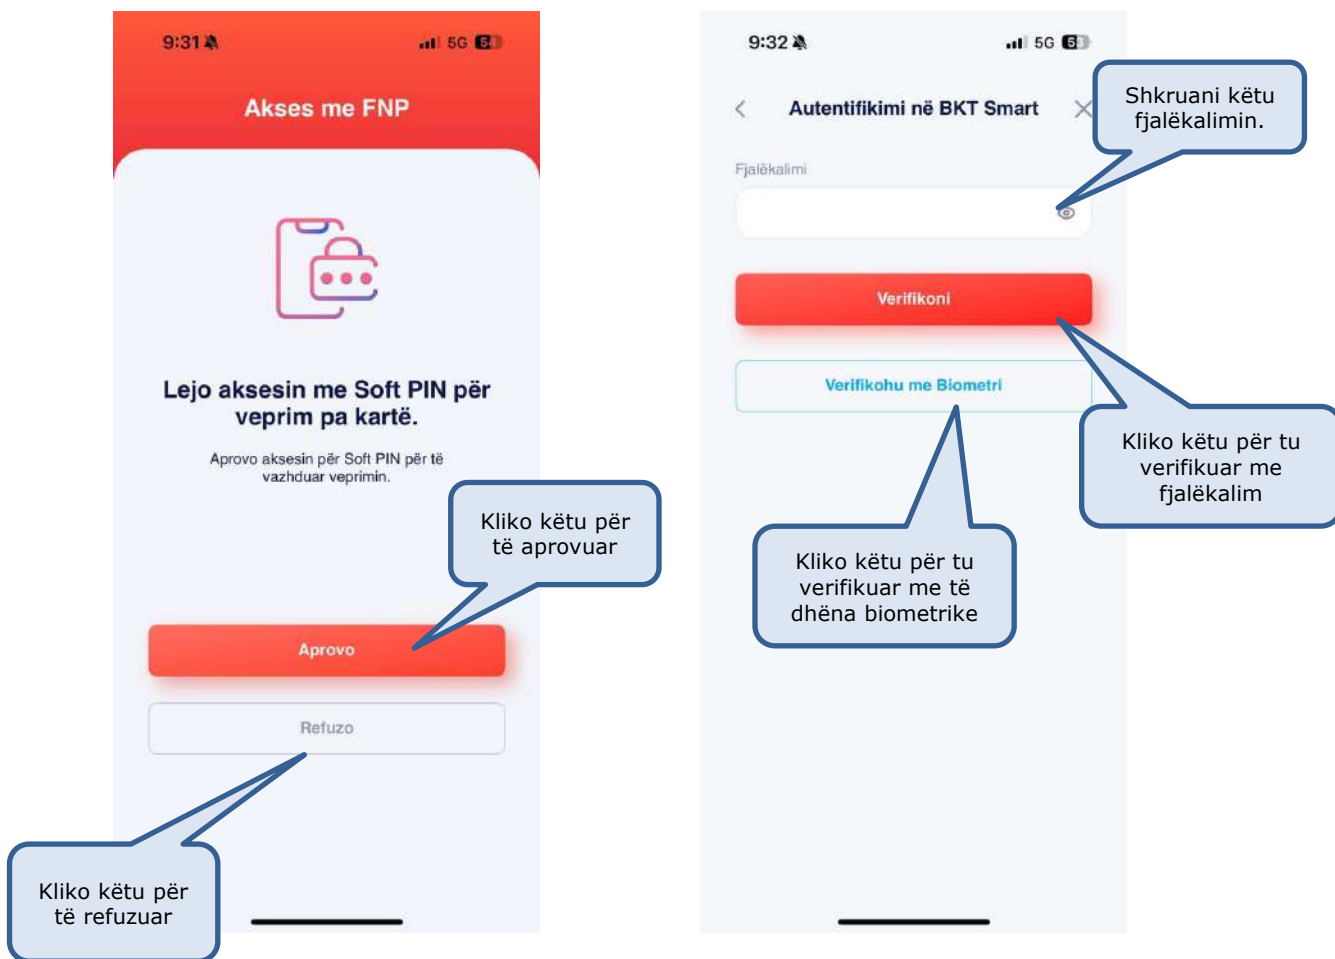 9:31
5G
Akses me FNP
Lejo aksesin me Soft PIN për
veprim pa kartë.
Aprovo aksesin për Soft PIN për të
vazhduar veprimin.
Kliko këtu për
të aprovuar
Aprovo
Refuzo
Kliko këtu për
të refuzuar
9:32
5G
Autentifikimi në BKT Smart
Shkruani këtu
fjalëkalimin.
Fjalëkalimi
Verifikoni
Verifikohu me Biometri
Kliko këtu për tu
verifikuar me
fjalëkalim
Kliko këtu për tu
verifikuar me të
dhëna biometrike